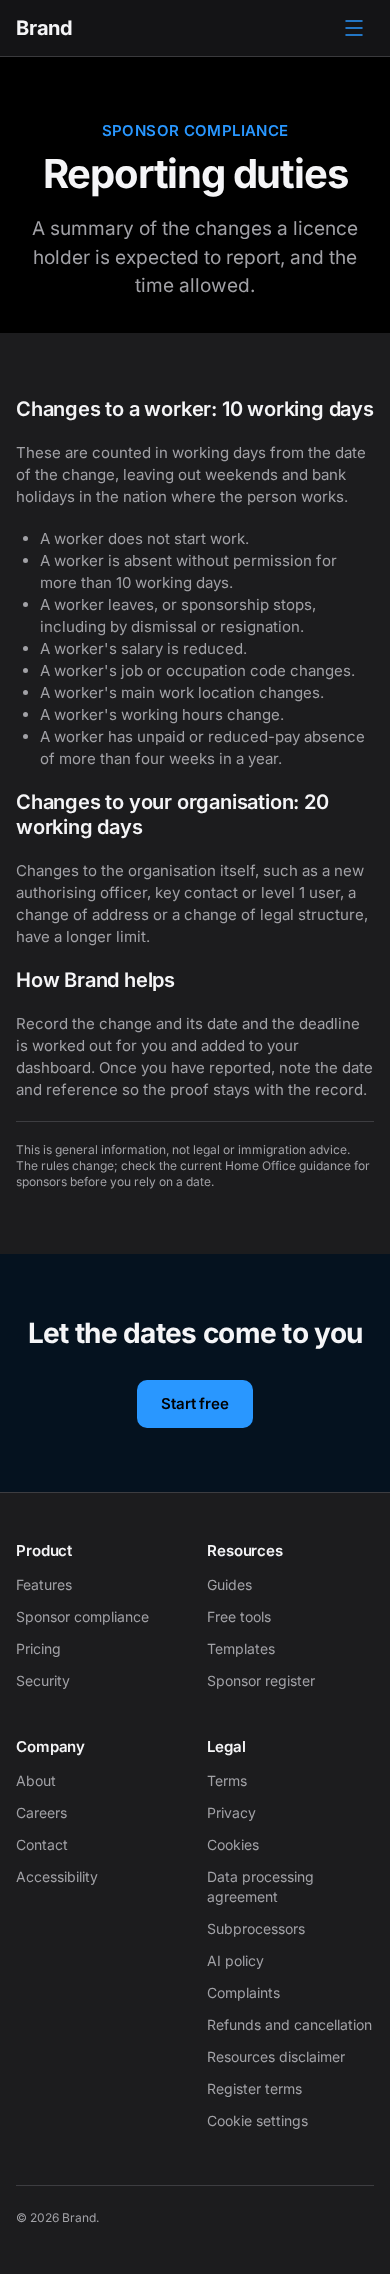 Brand
SPONSOR COMPLIANCE
Reporting duties
A summary of the changes a licence
holder is expected to report, and the
time allowed.
Changes to a worker: 10 working days
These are counted in working days from the date
of the change, leaving out weekends and bank
holidays in the nation where the person works.
• A worker does not start work.
• A worker is absent without permission for
more than 10 working days.
• A worker leaves, or sponsorship stops,
including by dismissal or resignation.
• A worker's salary is reduced.
• A worker's job or occupation code changes.
• A worker's main work location changes.
• A worker's working hours change.
• A worker has unpaid or reduced-pay absence
of more than four weeks in a year.
Changes to your organisation: 20
working days
Changes to the organisation itself, such as a new
authorising officer, key contact or level 1 user, a
change of address or a change of legal structure,
have a longer limit.
How Brand helps
Record the change and its date and the deadline
is worked out for you and added to your
dashboard. Once you have reported, note the date
and reference so the proof stays with the record.
This is general information, not legal or immigration advice.
The rules change; check the current Home Office guidance for
sponsors before you rely on a date.
Let the dates come to you
Start free
Product
Features
Sponsor compliance
Pricing
Security
Resources
Guides
Free tools
Templates
Sponsor register
Company
About
Careers
Contact
Accessibility
Legal
Terms
Privacy
Cookies
Data processing
agreement
Subprocessors
AI policy
Complaints
Refunds and cancellation
Resources disclaimer
Register terms
Cookie settings
© 2026 Brand.